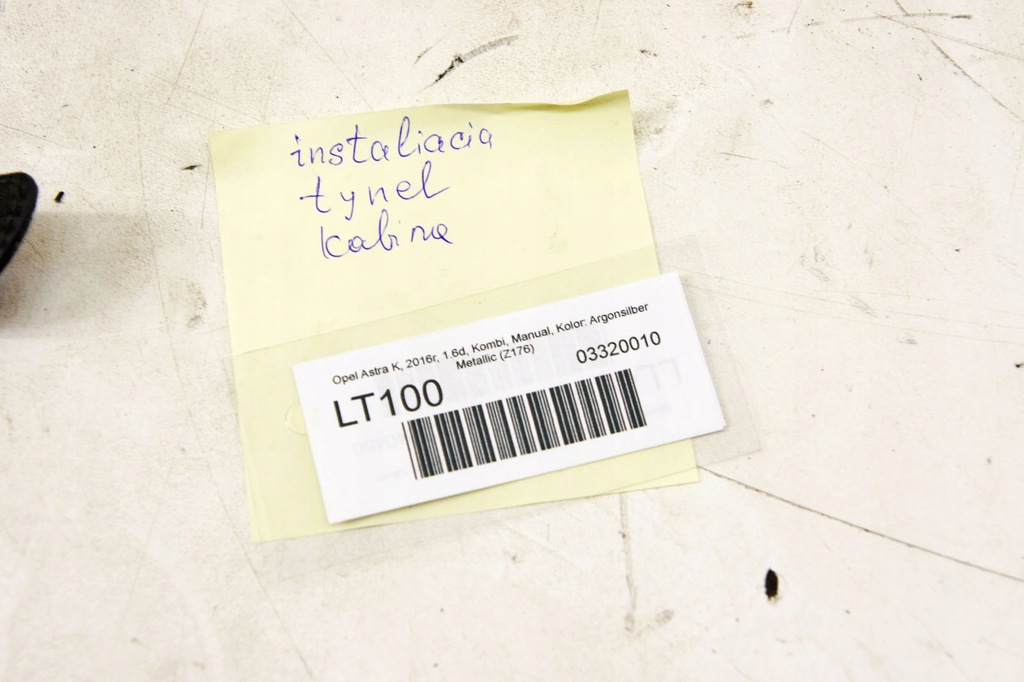 instaliacia
tynel
kabina
Opel Astra K, 2016r, 1.6d, Kombi, Manual, Kolor: Argonsilber
Metallic (Z176)
LT100
03320010